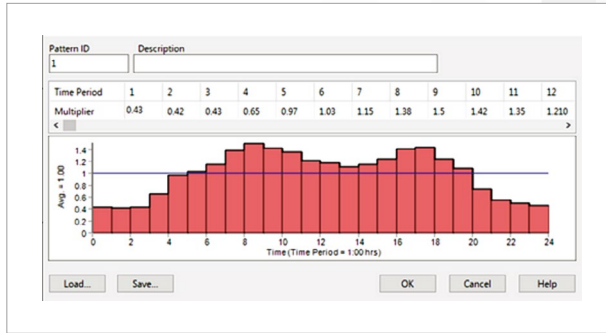 Pattern ID Description
1
Time Period 1 2 3 4 5 6 7 8 9 10 11 12
Multiplier 0.43 0.42 0.43 0.65 0.97 1.03 1.15 1.38 1.5 1.42 1.35 1.210
< >
1.4
1.2
1
0.8
0.6
0.4
0.2
0
Avg. = 1.00
0 2 4 6 8 10 12 14 16 18 20 22 24
Time (Time Period = 1:00 hrs)
Load... Save... OK Cancel Help